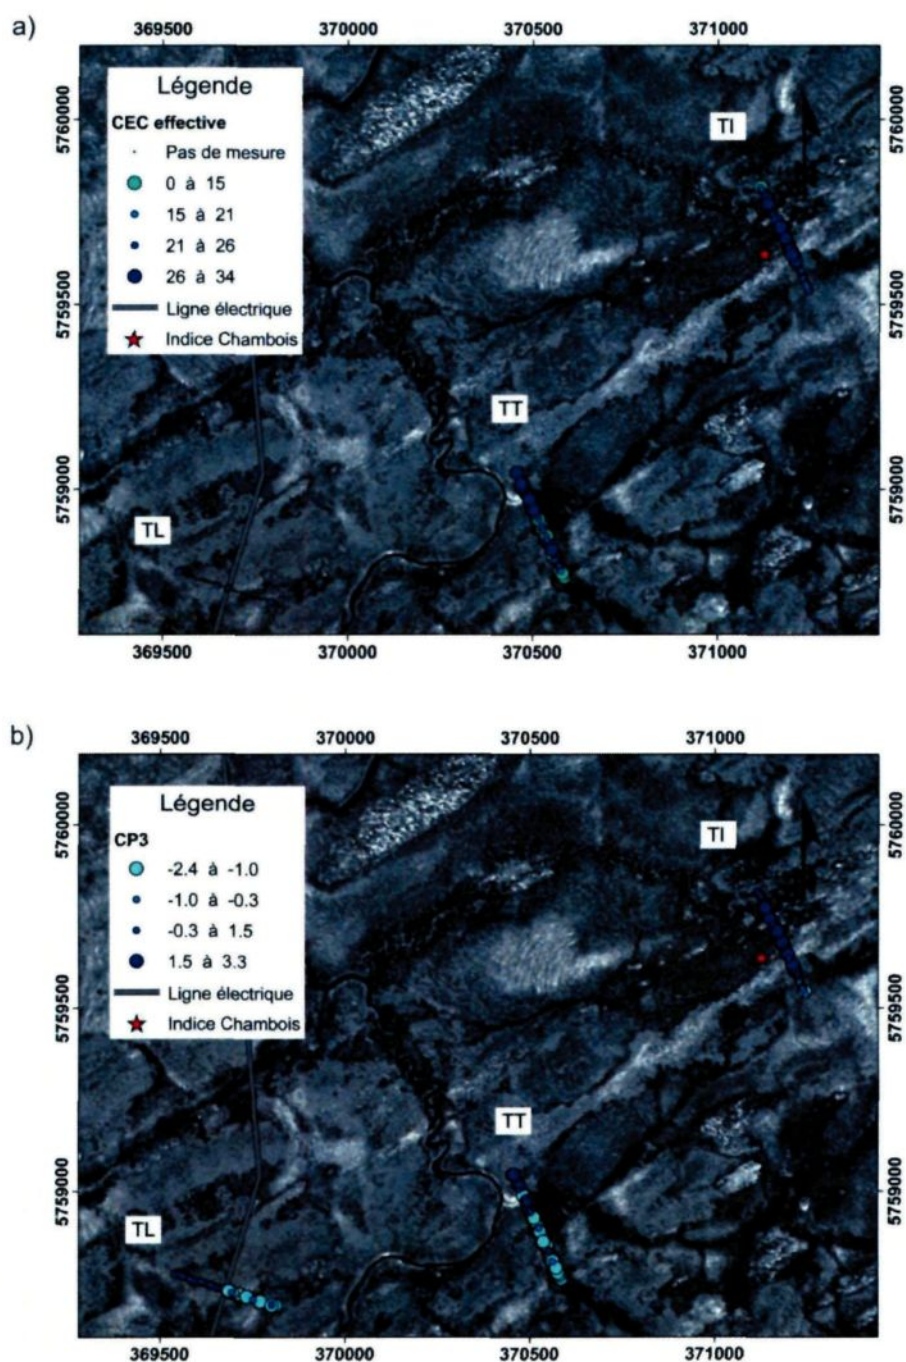 a)
369500 370000 370500 371000
Légende
CEC effective
Pas de mesure
0 à 15
15 à 21
21 à 26
26 à 34
Ligne électrique
Indice Chambois
TI
TT
TL
5760000
5759500
5759000
5760000
5759500
5759000
369500 370000 370500 371000
b)
369500 370000 370500 371000
Légende
CP3
-2.4 à -1.0
-1.0 à -0.3
-0.3 à 1.5
1.5 à 3.3
Ligne électrique
Indice Chambois
TI
TT
TL
5760000
5759500
5759000
5760000
5759500
5759000
369500 370000 370500 371000